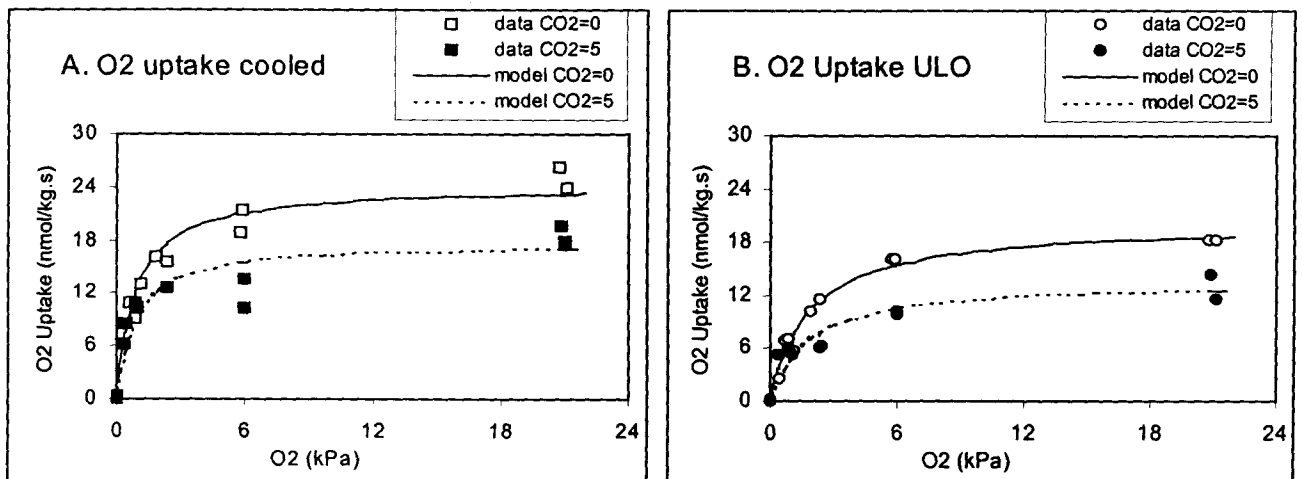 A. O2 uptake cooled
data CO2=0
data CO2=5
model CO2=0
model CO2=5
O2 Uptake (nmol/kg.s)
30
24
18
12
6
0
0 6 12 18 24
O2 (kPa)
B. O2 Uptake ULO
data CO2=0
data CO2=5
model CO2=0
model CO2=5
O2 Uptake (nmol/kg.s)
30
24
18
12
6
0
0 6 12 18 24
O2 (kPa)